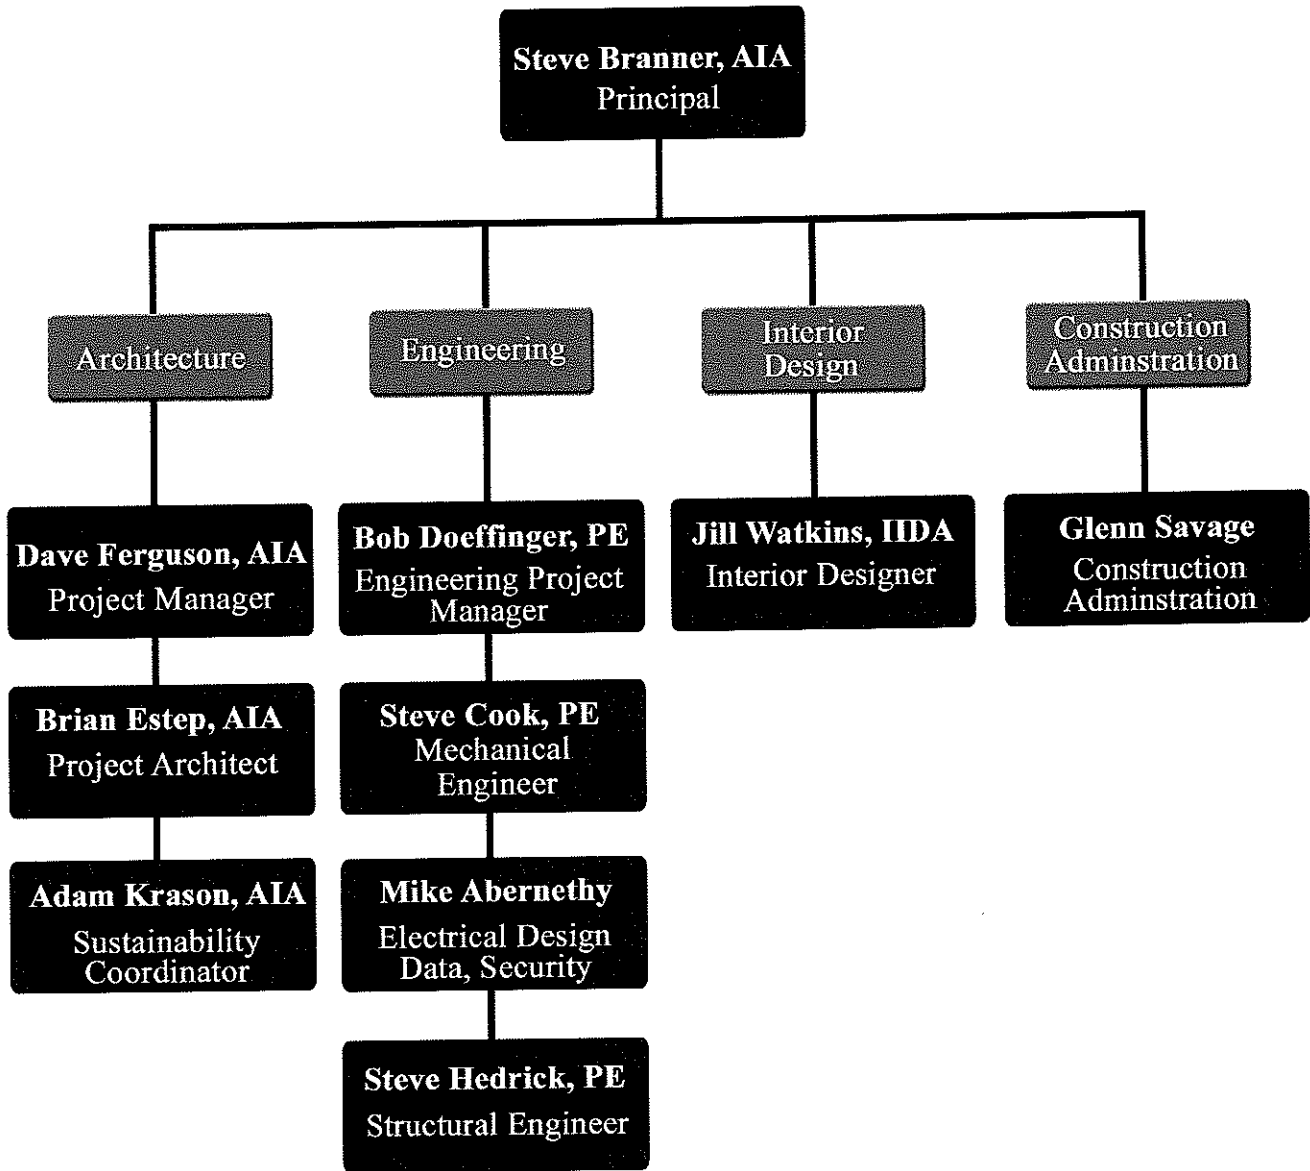 Steve Branner, AIA
Principal
Architecture
Engineering
Interior
Design
Construction
Adminstration
Dave Ferguson, AIA
Project Manager
Brian Estep, AIA
Project Architect
Adam Krason, AIA
Sustainability
Coordinator
Bob Doeffinger, PE
Engineering Project
Manager
Steve Cook, PE
Mechanical
Engineer
Mike Abernethy
Electrical Design
Data, Security
Steve Hedrick, PE
Structural Engineer
Jill Watkins, IIDA
Interior Designer
Glenn Savage
Construction
Adminstration